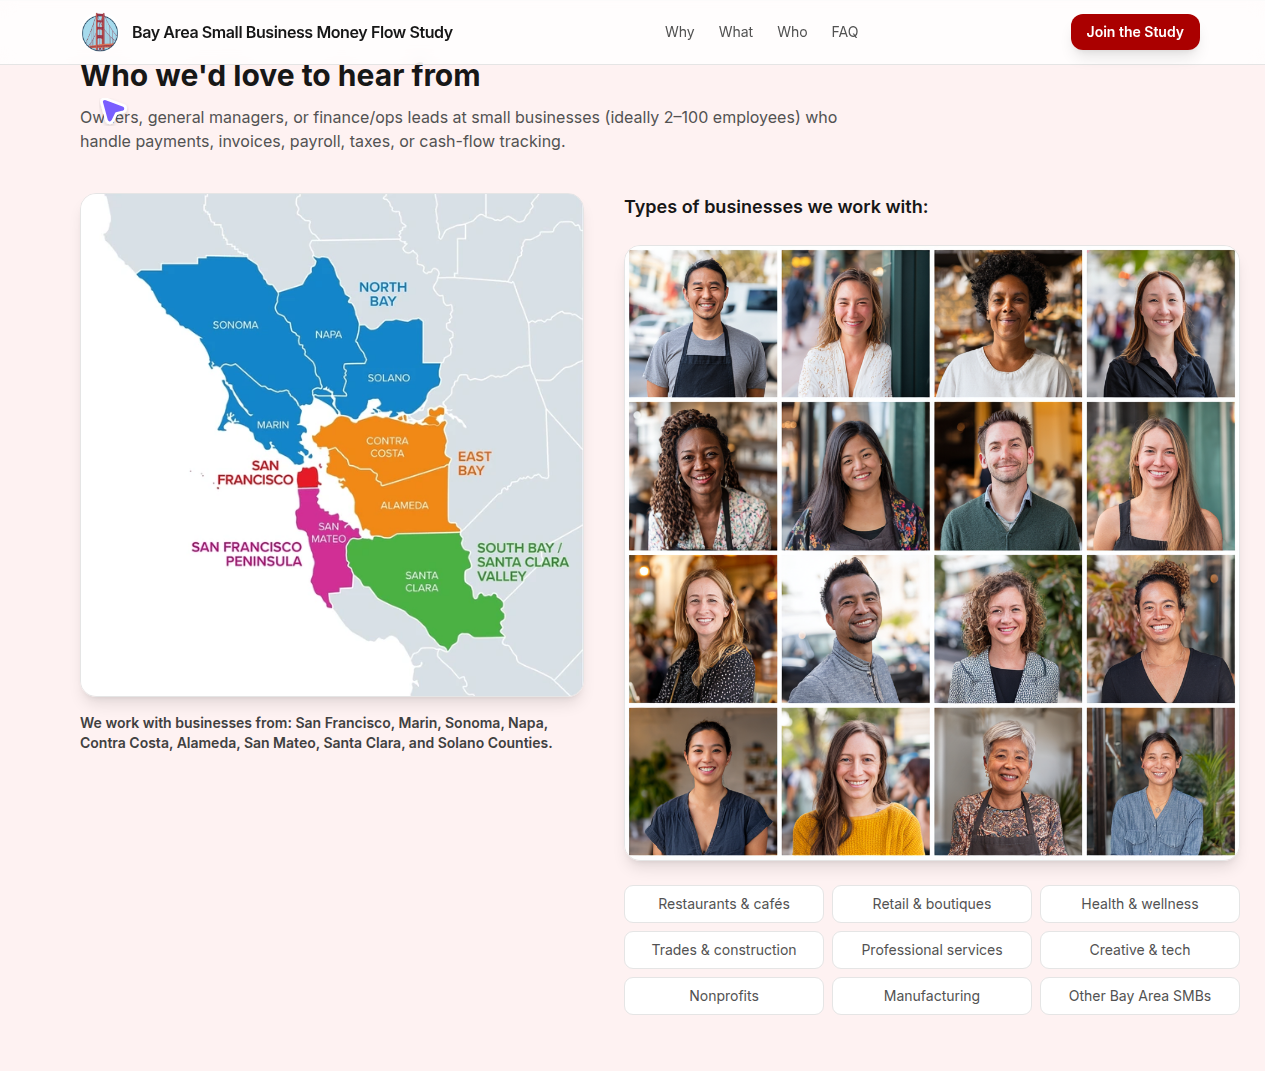 Bay Area Small Business Money Flow Study
Why
What
Who
FAQ
Join the Study
Who we'd love to hear from
Owners, general managers, or finance/ops leads at small businesses (ideally 2–100 employees) who
handle payments, invoices, payroll, taxes, or cash-flow tracking.
NORTH
BAY
SONOMA
NAPA
SOLANO
MARIN
CONTRA
COSTA
EAST
BAY
SAN
FRANCISCO
ALAMEDA
SAN
MATEO
SAN FRANCISCO
PENINSULA
SOUTH BAY /
SANTA CLARA
VALLEY
SANTA
CLARA
We work with businesses from: San Francisco, Marin, Sonoma, Napa,
Contra Costa, Alameda, San Mateo, Santa Clara, and Solano Counties.
Types of businesses we work with:
Restaurants & cafés
Retail & boutiques
Health & wellness
Trades & construction
Professional services
Creative & tech
Nonprofits
Manufacturing
Other Bay Area SMBs